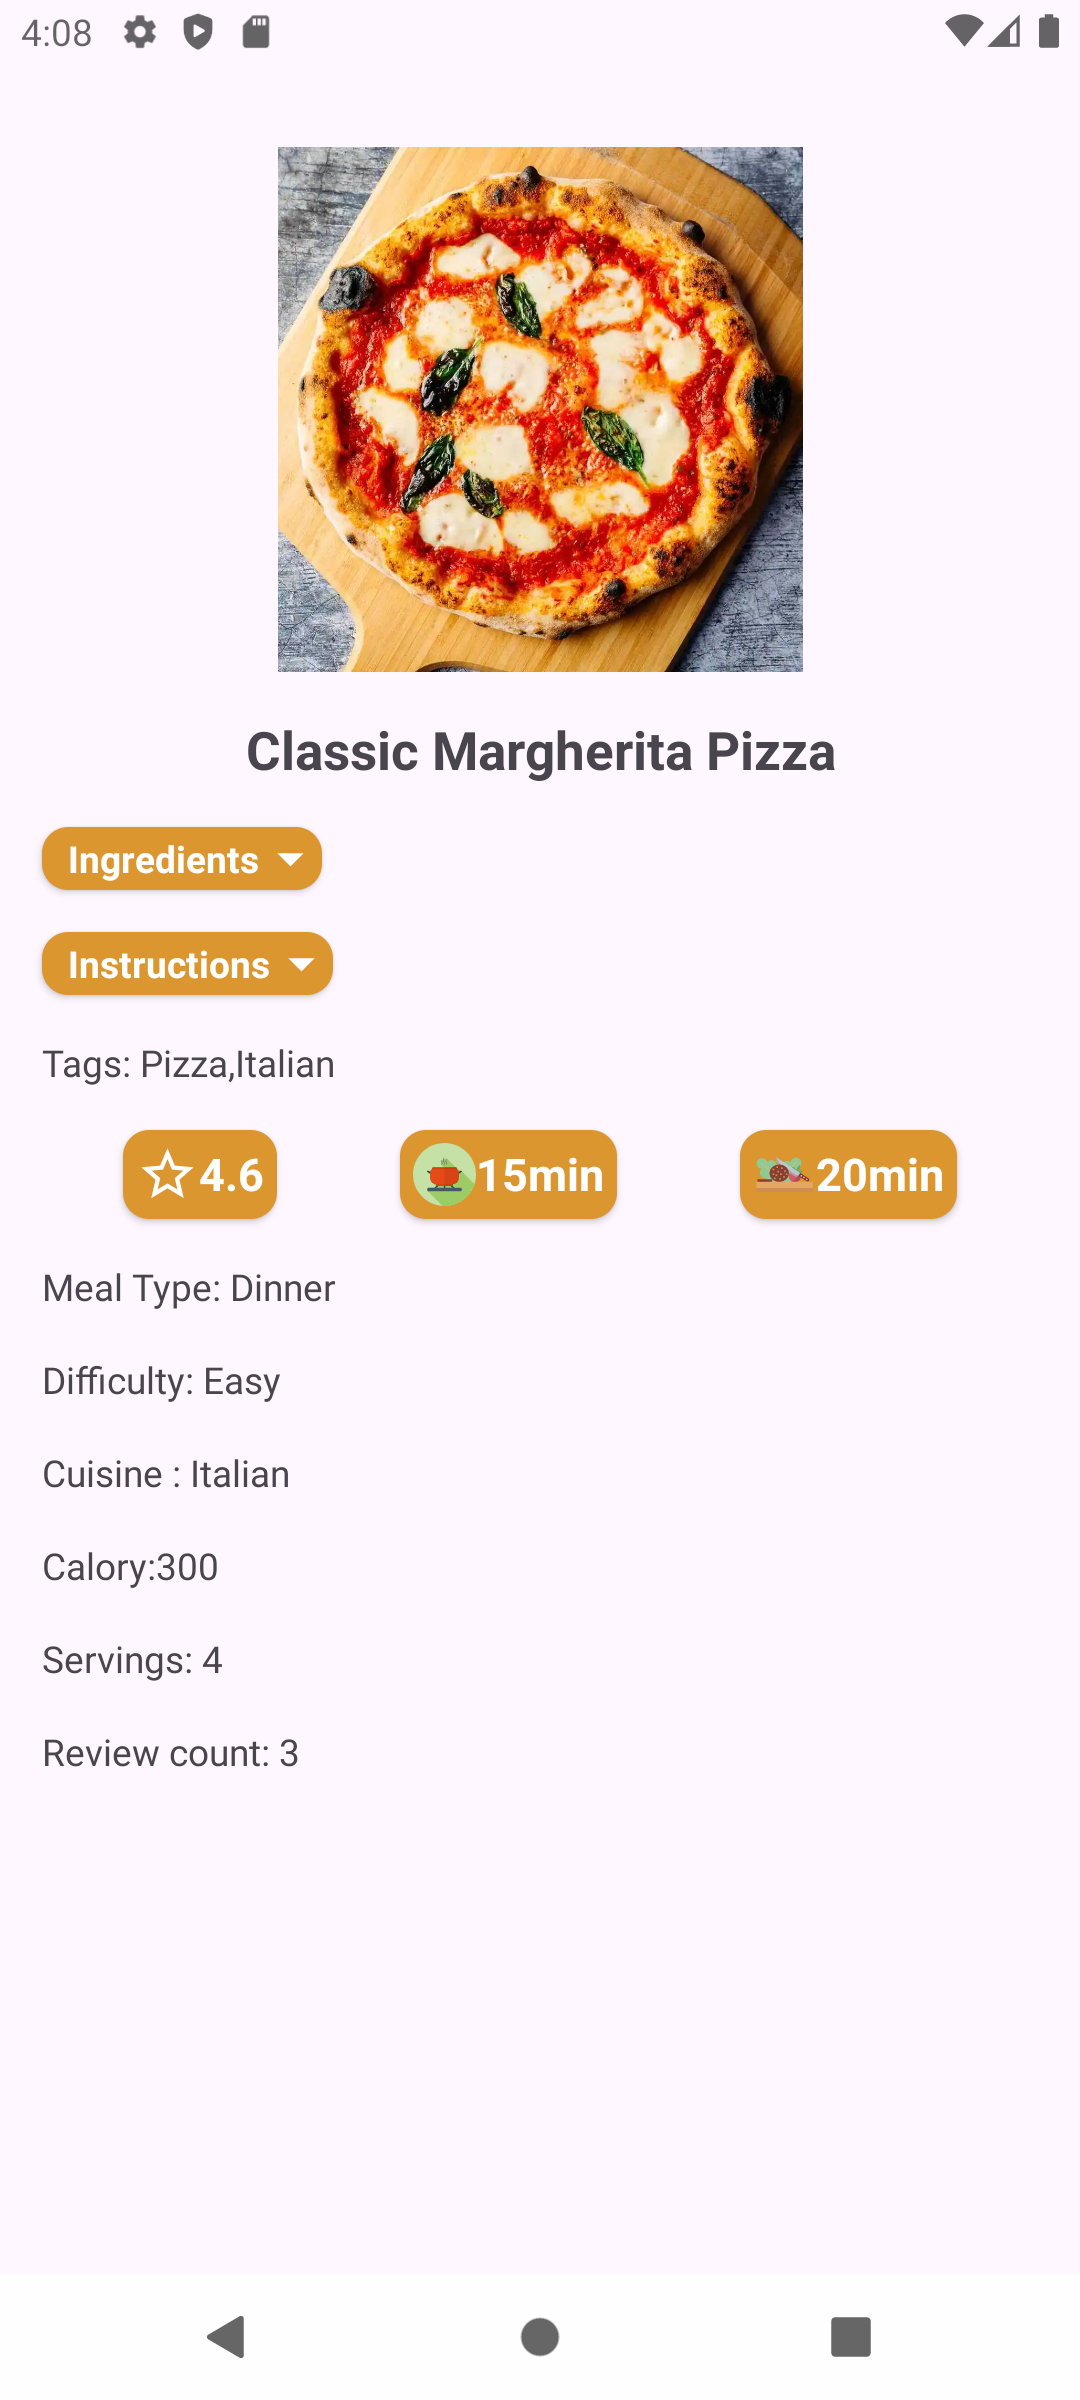 4:08
Classic Margherita Pizza
Ingredients
Instructions
Tags: Pizza,Italian
4.6 15min 20min
Meal Type: Dinner
Difficulty: Easy
Cuisine : Italian
Calory:300
Servings: 4
Review count: 3